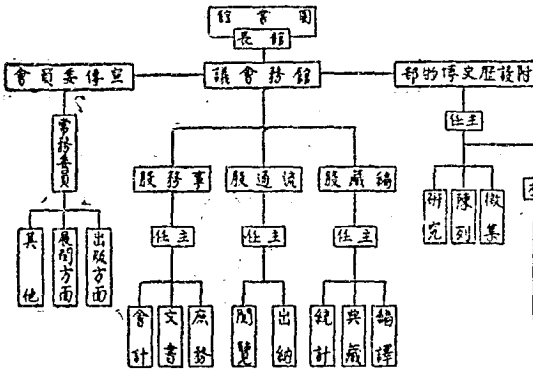 館書圖
長館
會員委傳宣
議會務館
部物博史歷設附
常務委員
任主
股務事
股通流
股藏編
研究
陳列
徵集
任主
任主
任主
其他
展閱方面
出版方面
會計
文書
庶務
閱覽
出納
統計
典藏
編譯